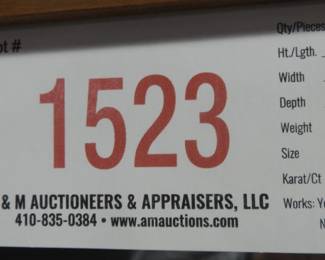 ot #
1523
& M AUCTIONEERS & APPRAISERS, LLC
410-835-0384 • www.amauctions.com
Qty/Pieces
Ht./Lgth.
Width
Depth
Weight
Size
Karat/Ct
Works: Ye
N